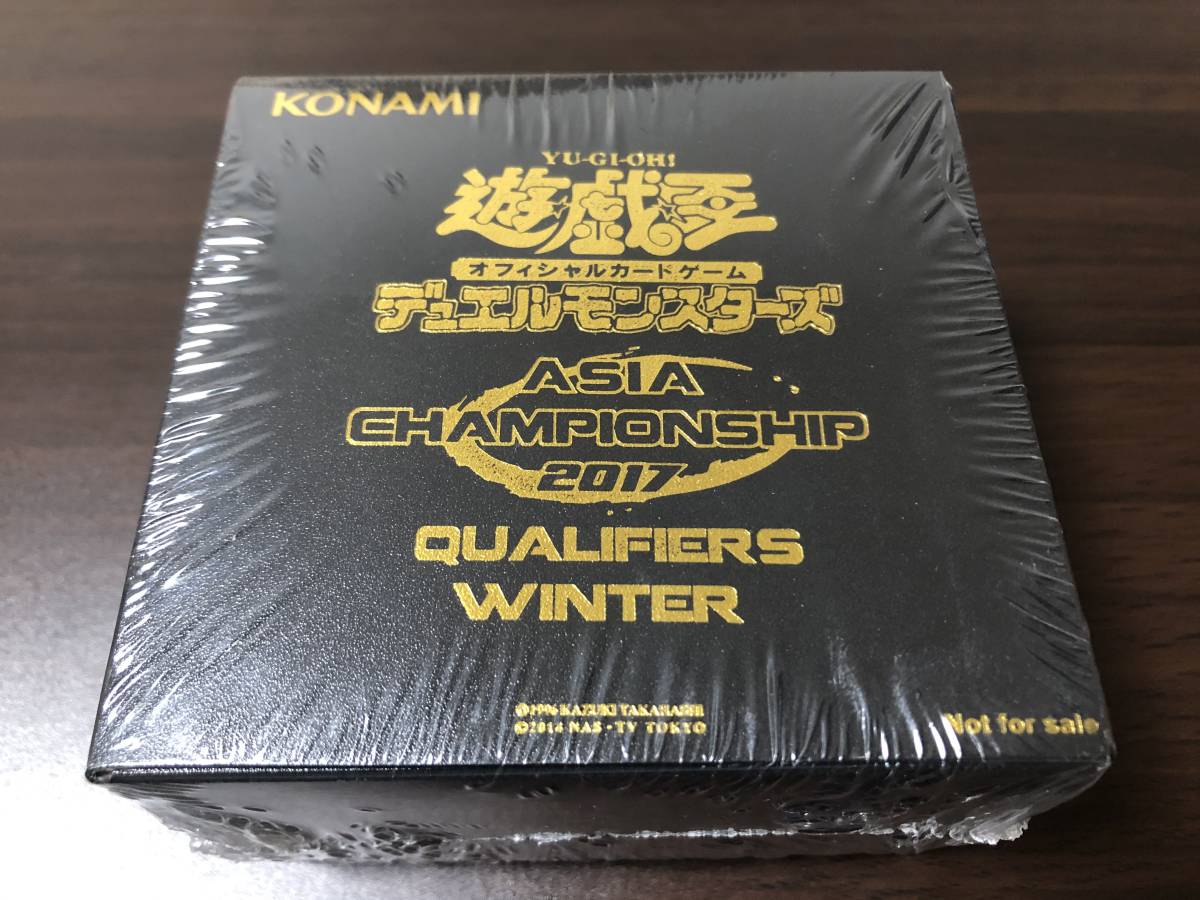 KONAMI
YU-GI-OH!
遊☆戯☆王
オフィシャルカードゲーム
デュエルモンスターズ
ASIA
CHAMPIONSHIP
2017
QUALIFIERS
WINTER
©1996 KAZUKI TAKAHASHI
©2014 NAS・TV TOKYO
Not for sale